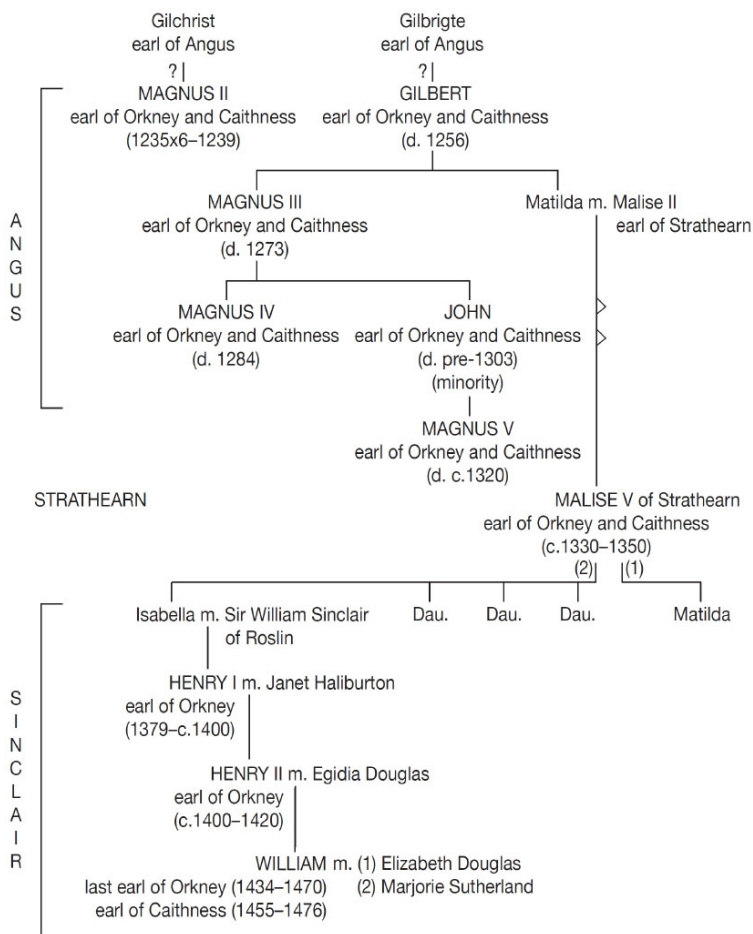 Gilchrist
earl of Angus
Gilbrigte
earl of Angus
?
?
MAGNUS II
earl of Orkney and Caithness
(1235x6–1239)
GILBERT
earl of Orkney and Caithness
(d. 1256)
ANGUS
MAGNUS III
earl of Orkney and Caithness
(d. 1273)
Matilda m. Malise II
earl of Strathearn
MAGNUS IV
earl of Orkney and Caithness
(d. 1284)
JOHN
earl of Orkney and Caithness
(d. pre-1303)
(minority)
MAGNUS V
earl of Orkney and Caithness
(d. c.1320)
STRATHEARN
MALISE V of Strathearn
earl of Orkney and Caithness
(c.1330–1350)
(2)
(1)
Isabella m. Sir William Sinclair
of Roslin
Dau.
Dau.
Dau.
Matilda
SINCLAIR
HENRY I m. Janet Haliburton
earl of Orkney
(1379–c.1400)
HENRY II m. Egidia Douglas
earl of Orkney
(c.1400–1420)
WILLIAM m. (1) Elizabeth Douglas
last earl of Orkney (1434–1470) (2) Marjorie Sutherland
earl of Caithness (1455–1476)